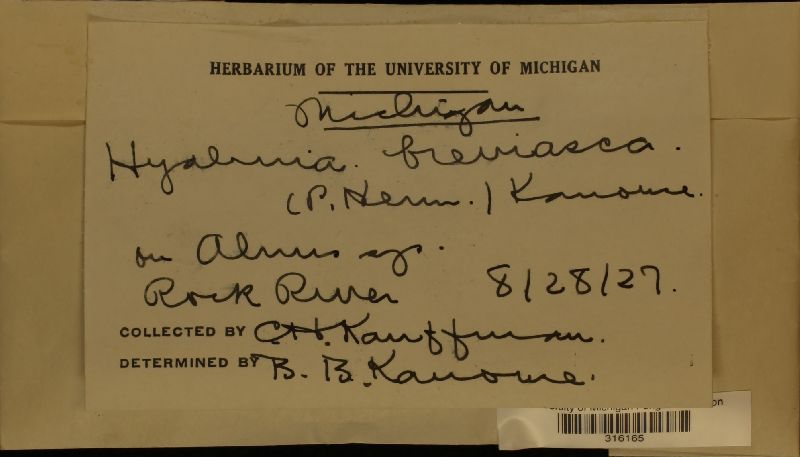 HERBARIUM OF THE UNIVERSITY OF MICHIGAN
Michigan
Hyalinia breviasca.
(P. Henn.) Kanouse.
on Alnus sp.
Rock River 8/28/27.
COLLECTED BY C.H. Kauffman.
DETERMINED BY B. B. Kanouse.
316165